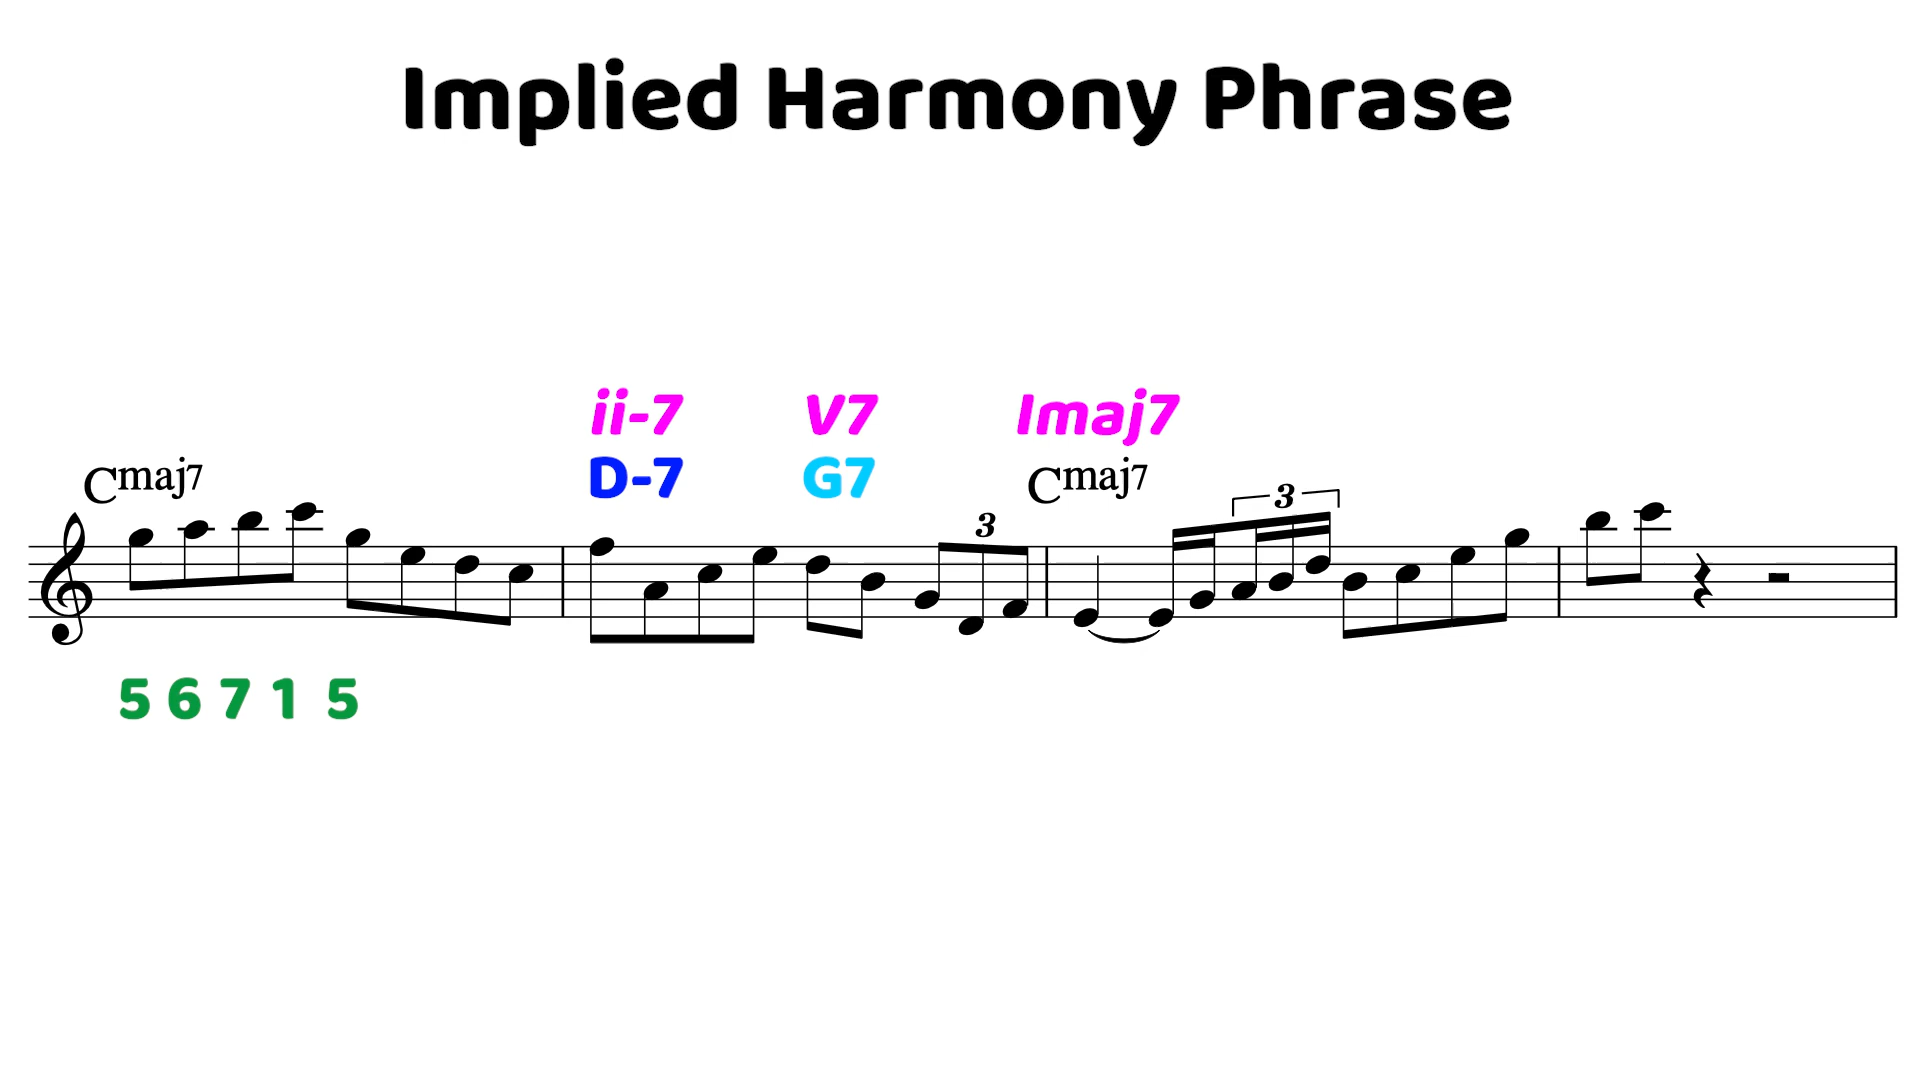 Implied Harmony Phrase
ii-7 V7 Imaj7
Cmaj7 D-7 G7 Cmaj7
3 3
5 6 7 1 5